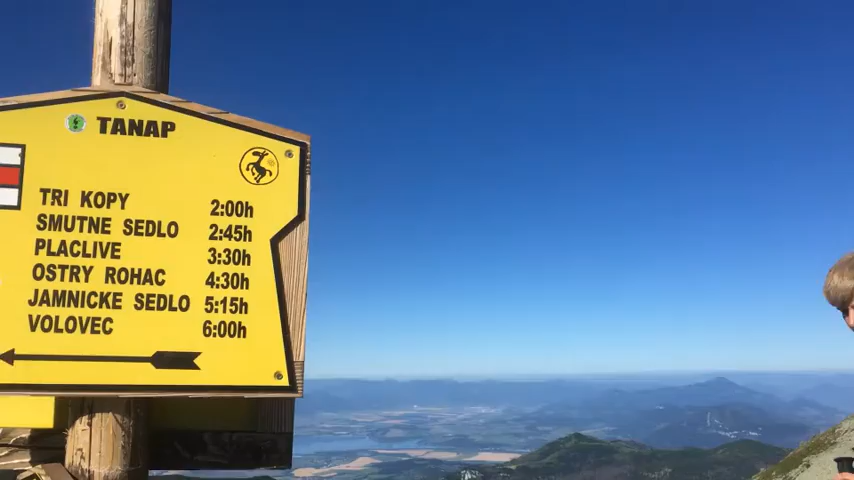 TANAP
TRI KOPY 2:00h
SMUTNE SEDLO 2:45h
PLACLIVE 3:30h
OSTRY ROHAC 4:30h
JAMNICKE SEDLO 5:15h
VOLOVEC 6:00h